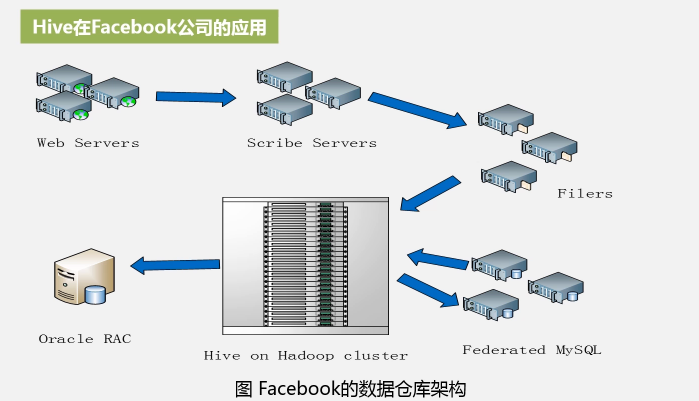 Hive在Facebook公司的应用
Web Servers
Scribe Servers
Filers
Oracle RAC
Hive on Hadoop cluster
Federated MySQL
图 Facebook的数据仓库架构